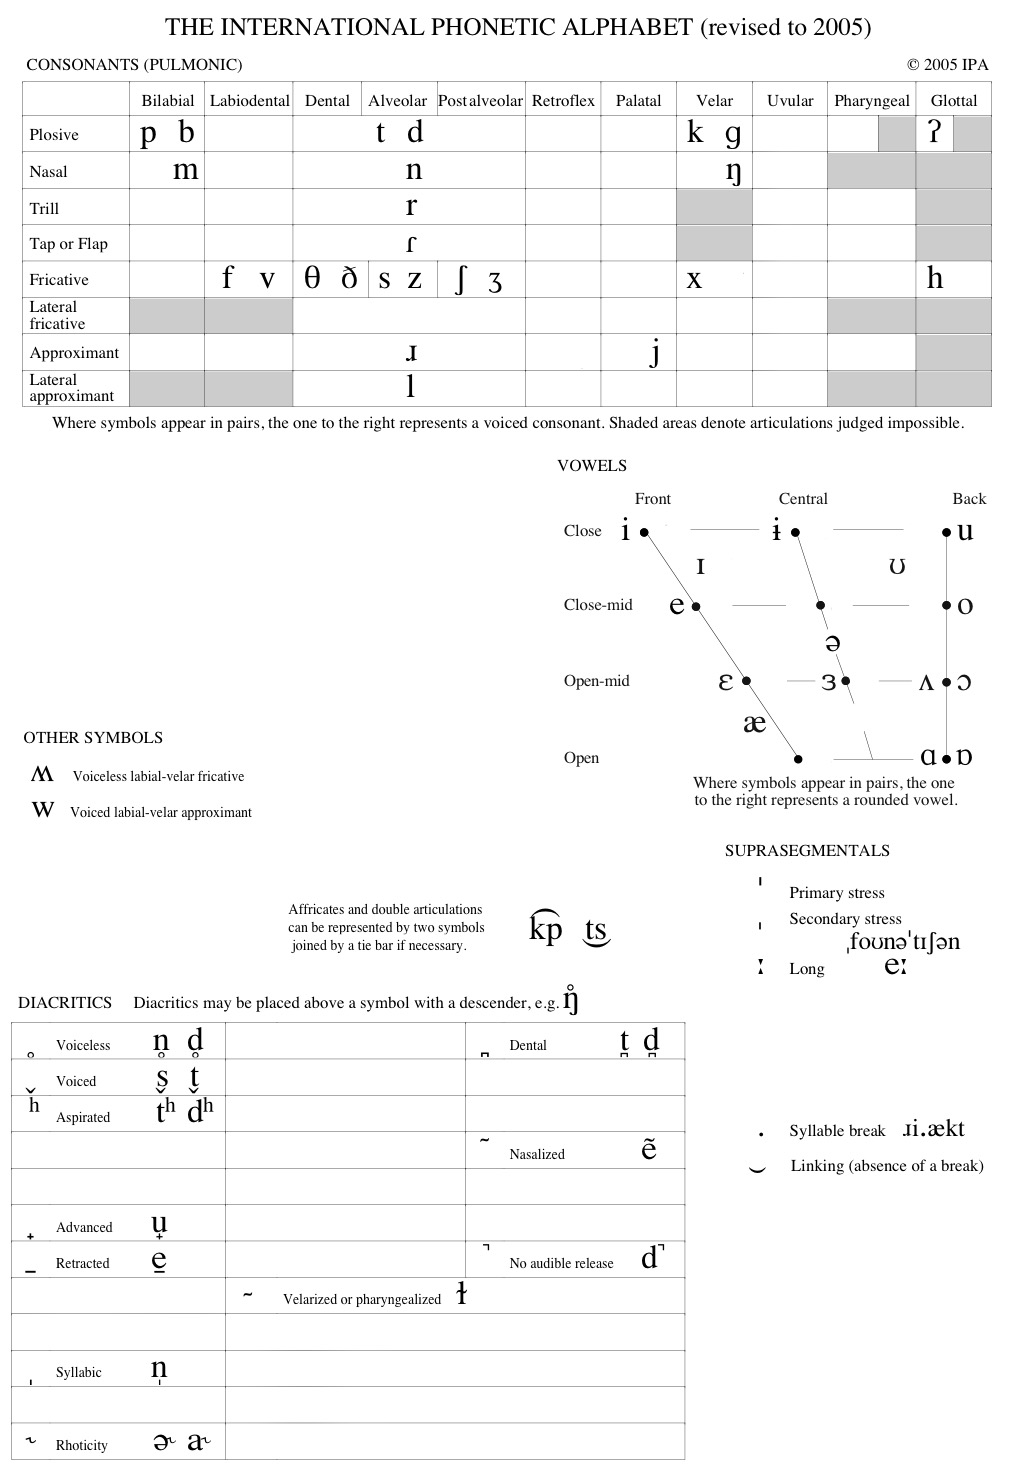 THE INTERNATIONAL PHONETIC ALPHABET (revised to 2005)
CONSONANTS (PULMONIC) © 2005 IPA
Bilabial Labiodental Dental Alveolar Postalveolar Retroflex Palatal Velar Uvular Pharyngeal Glottal
Plosive p b t d k ɡ ʔ
Nasal m n ŋ
Trill r
Tap or Flap ɾ
Fricative f v θ ð s z ʃ ʒ x h
Lateral
fricative
Approximant ɹ j
Lateral
approximant l
Where symbols appear in pairs, the one to the right represents a voiced consonant. Shaded areas denote articulations judged impossible.
VOWELS
Front Central Back
Close i ɨ u
ɪ ʊ
Close-mid e o
ə
Open-mid ɛ ɜ ʌ ɔ
æ
Open ɑ ɒ
Where symbols appear in pairs, the one
to the right represents a rounded vowel.
OTHER SYMBOLS
ʍ Voiceless labial-velar fricative
w Voiced labial-velar approximant
SUPRASEGMENTALS
ˈ Primary stress
ˌ Secondary stress
ˌfoʊnəˈtɪʃən
ː Long eː
Affricates and double articulations
can be represented by two symbols
joined by a tie bar if necessary.
k͡p t͜s
DIACRITICS Diacritics may be placed above a symbol with a descender, e.g. ŋ̊
̥ Voiceless n̥ d̥ ̪ Dental t̪ d̪
̬ Voiced s̬ t̬
ʰ Aspirated tʰ dʰ
̃ Nasalized ẽ
̟ Advanced u̟
̠ Retracted e̠ ̚ No audible release d̚
̴ Velarized or pharyngealized ɫ
̩ Syllabic n̩
˞ Rhoticity ɚ a˞
. Syllable break ɹi.ækt
‿ Linking (absence of a break)